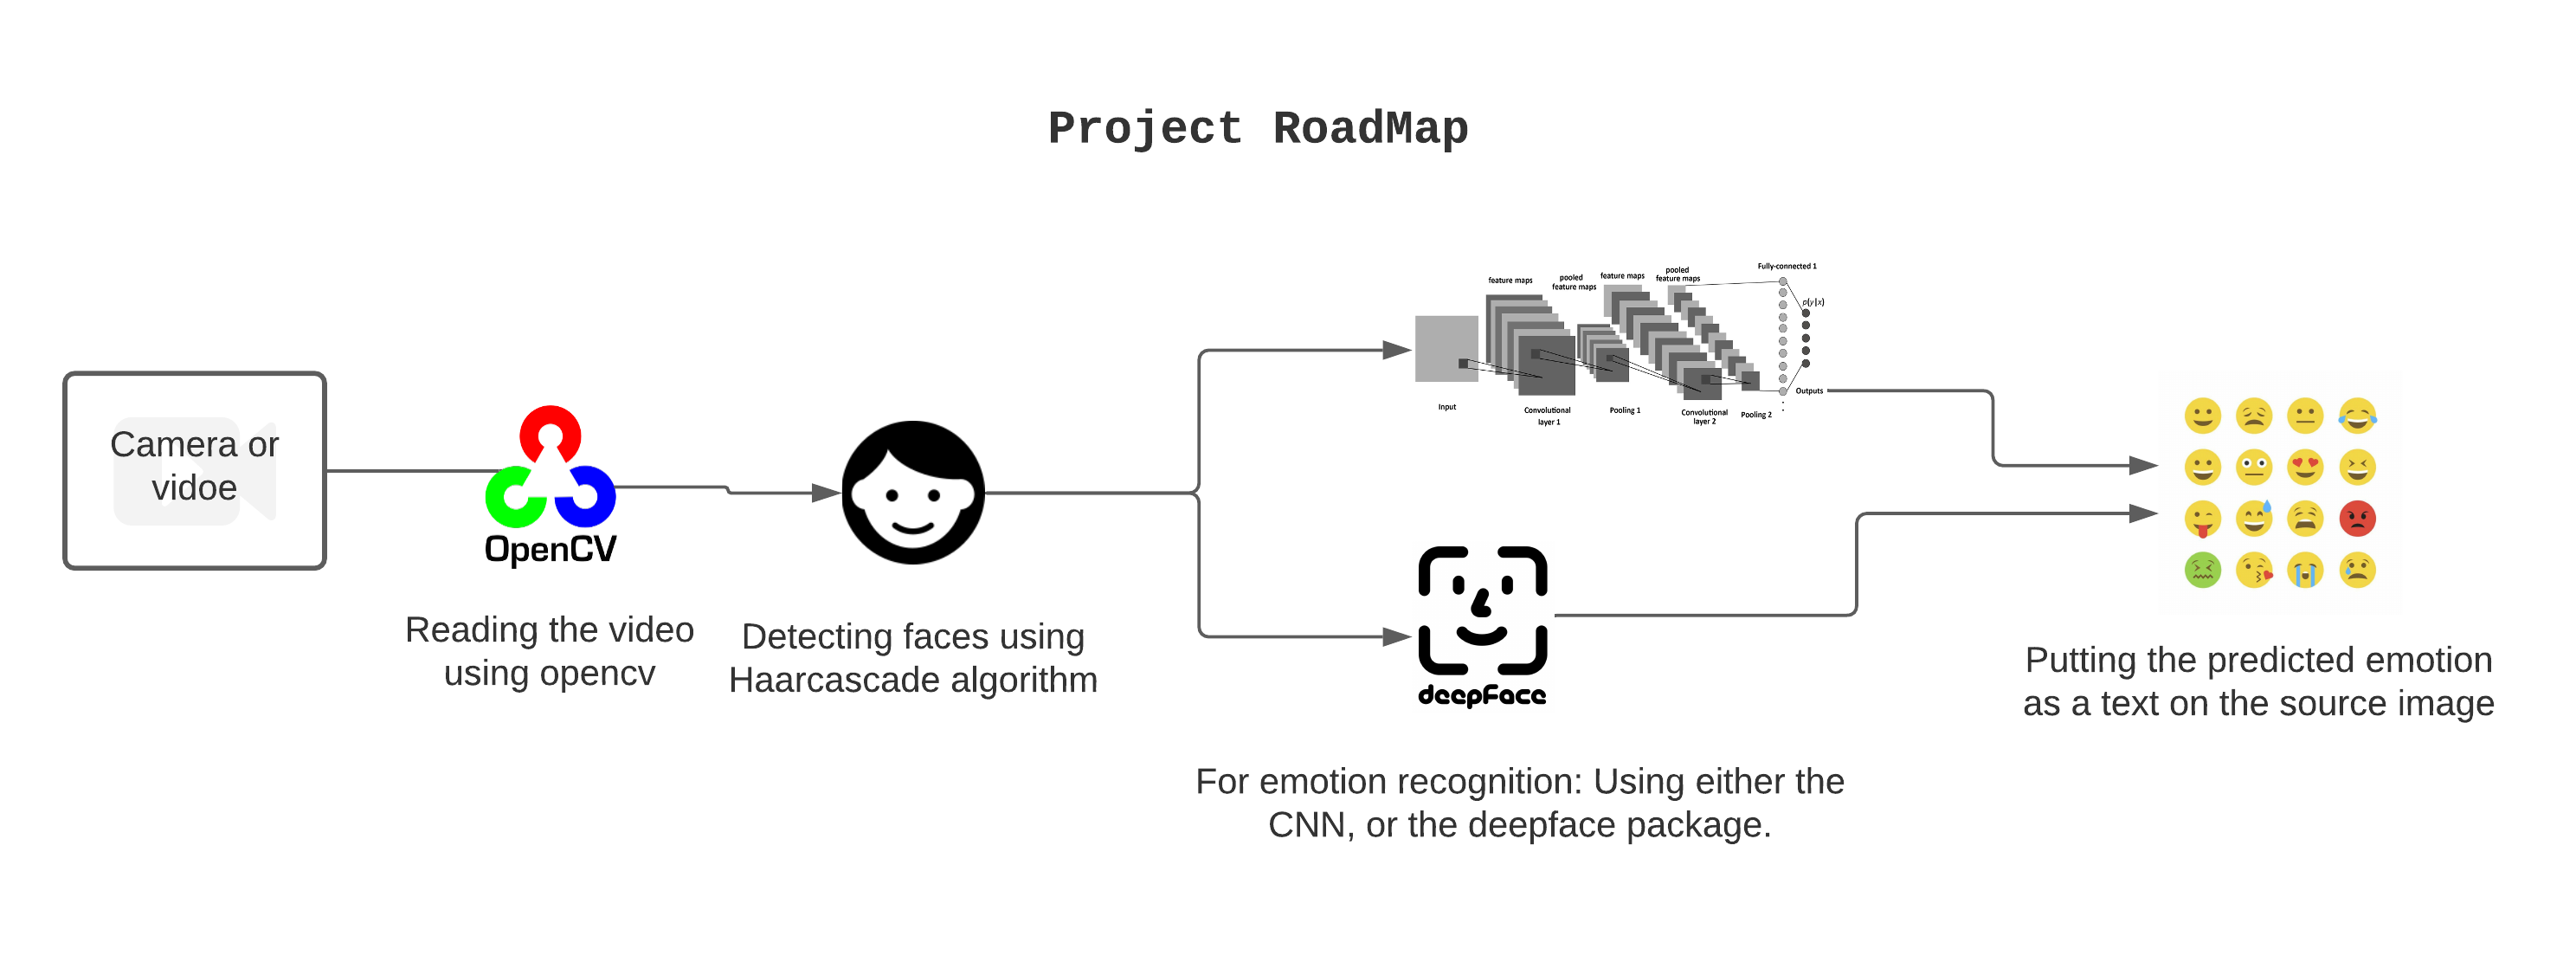 Project RoadMap
Camera or
vidoe
OpenCV
Reading the video
using opencv
Detecting faces using
Haarcascade algorithm
feature maps
pooled
feature maps
feature maps
pooled
feature maps
Fully-connected 1
p(y|x)
Outputs
Input
Convolutional
layer 1
Pooling 1
Convolutional
layer 2
Pooling 2
deepFace
For emotion recognition: Using either the
CNN, or the deepface package.
Putting the predicted emotion
as a text on the source image